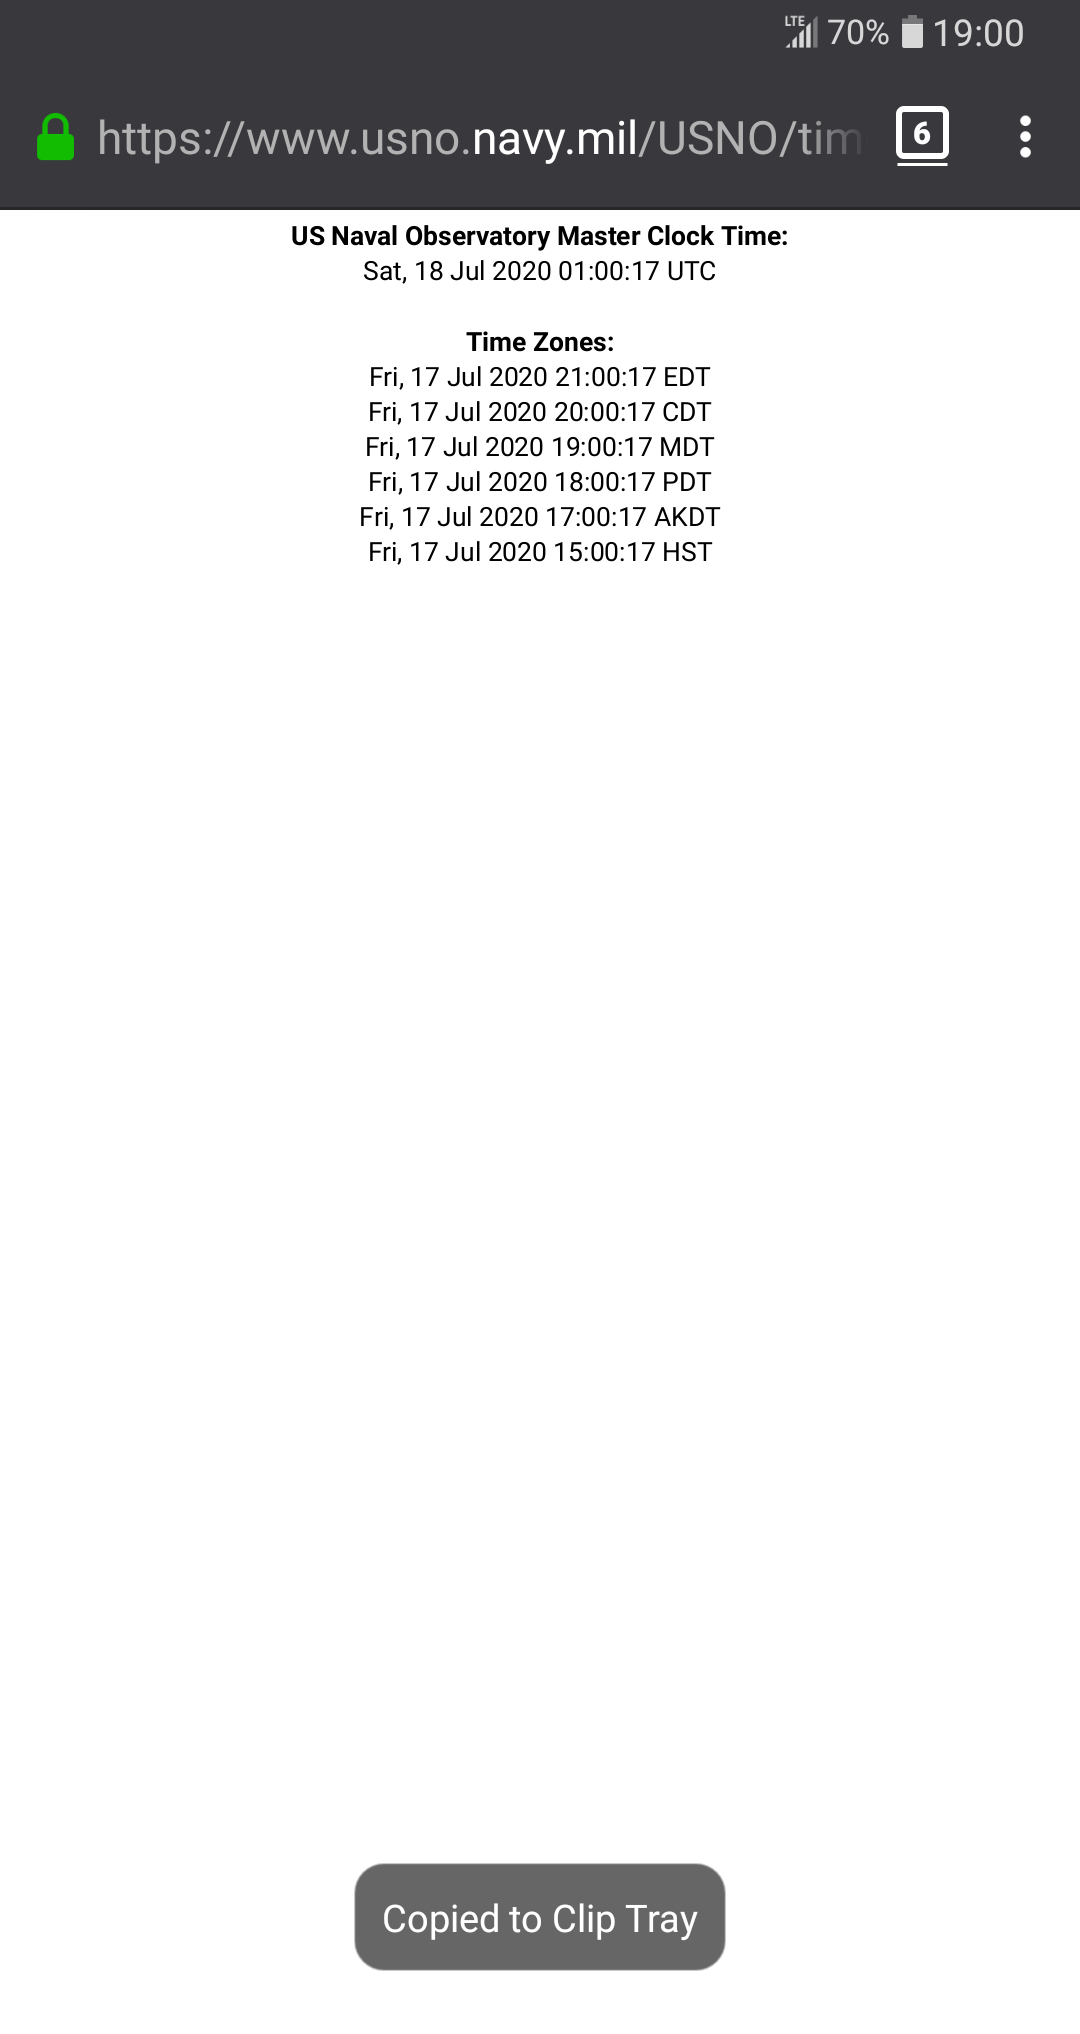 LTE 70% 19:00
https://www.usno.navy.mil/USNO/tim 6
US Naval Observatory Master Clock Time:
Sat, 18 Jul 2020 01:00:17 UTC
Time Zones:
Fri, 17 Jul 2020 21:00:17 EDT
Fri, 17 Jul 2020 20:00:17 CDT
Fri, 17 Jul 2020 19:00:17 MDT
Fri, 17 Jul 2020 18:00:17 PDT
Fri, 17 Jul 2020 17:00:17 AKDT
Fri, 17 Jul 2020 15:00:17 HST
Copied to Clip Tray